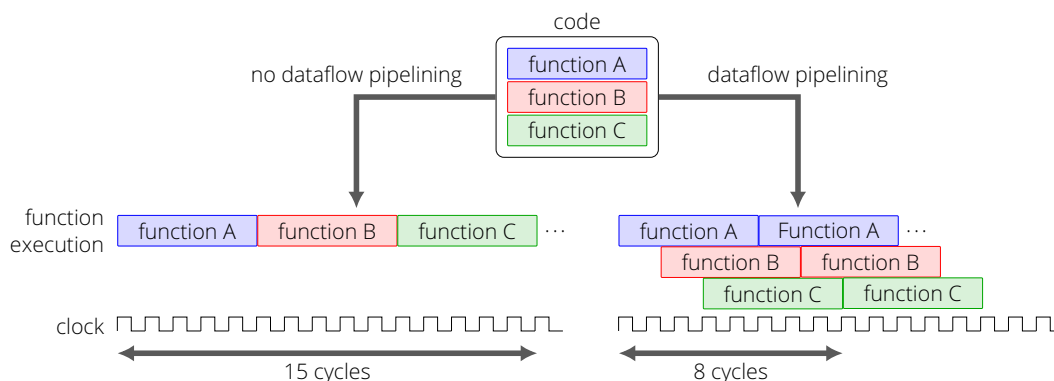 code
function A
function B
function C
no dataflow pipelining
dataflow pipelining
function
execution
function A function B function C ...
function A Function A ...
function B function B
function C function C
clock
15 cycles
8 cycles